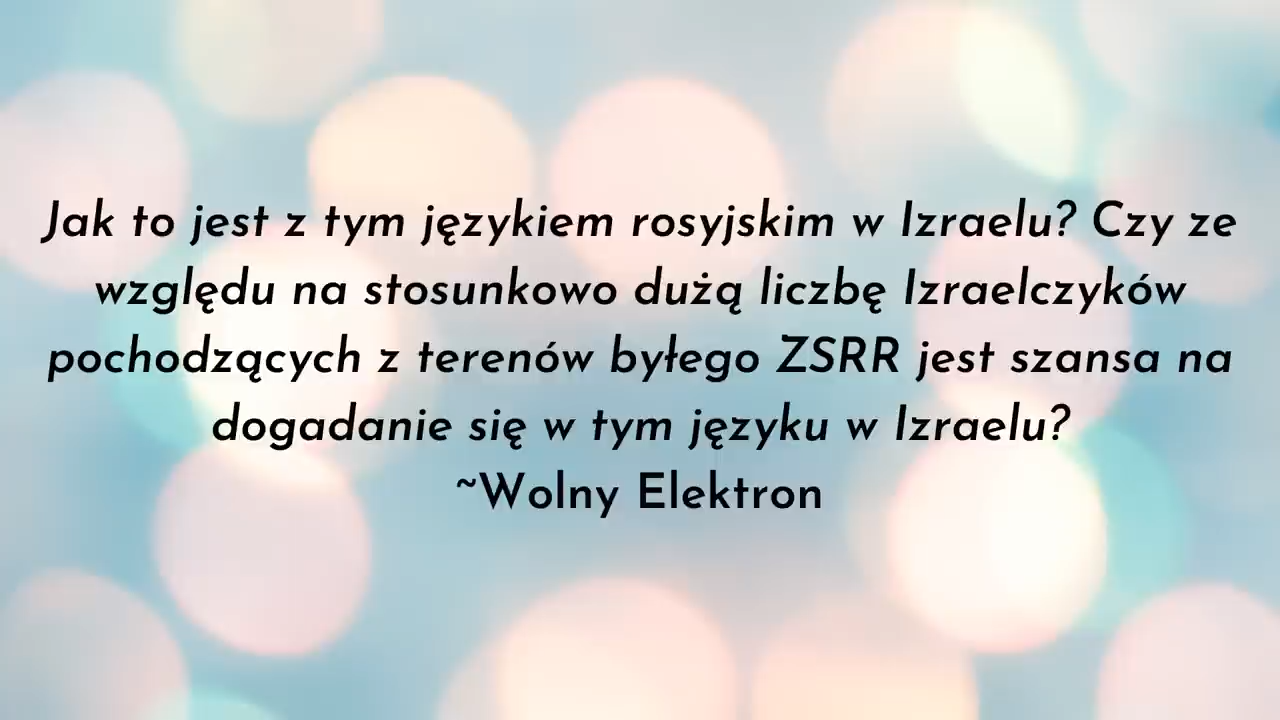 Jak to jest z tym językiem rosyjskim w Izraelu? Czy ze
względu na stosunkowo dużą liczbę Izraelczyków
pochodzących z terenów byłego ZSRR jest szansa na
dogadanie się w tym języku w Izraelu?
~Wolny Elektron